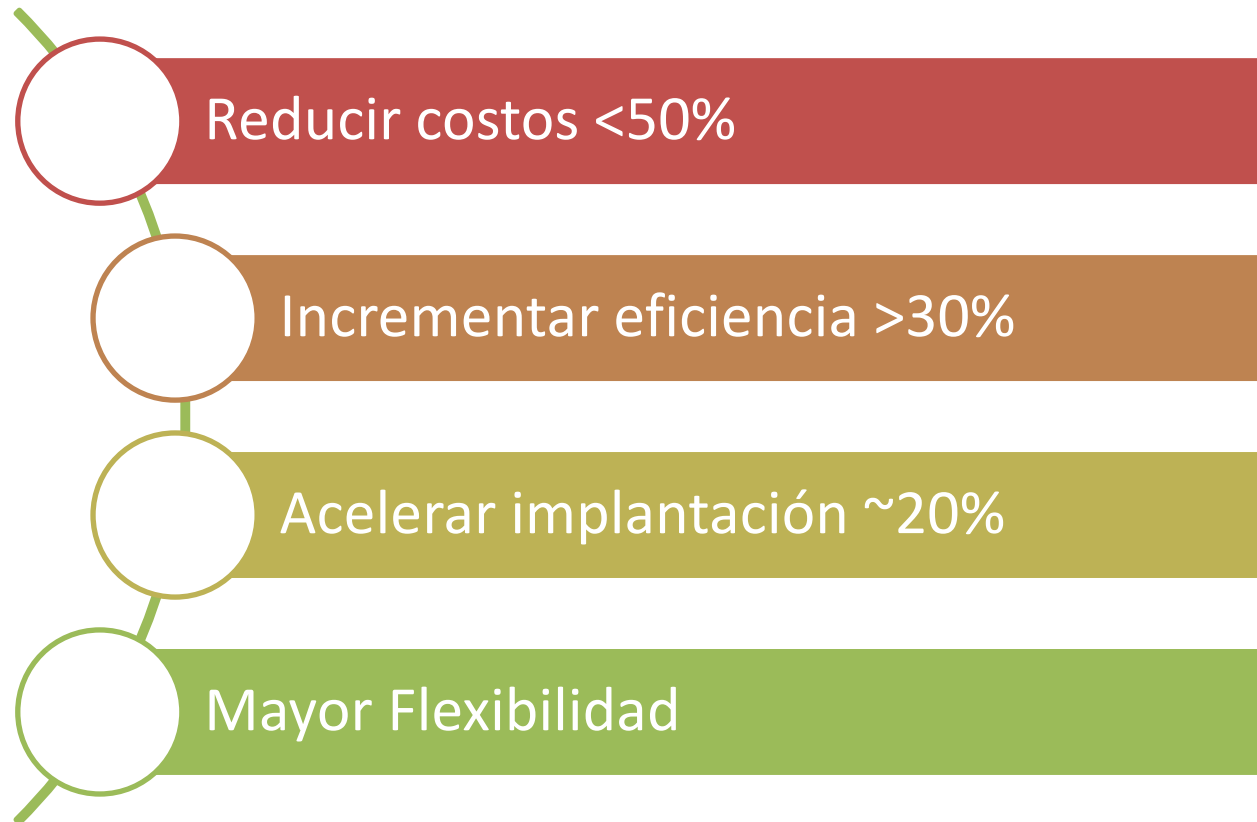 Reducir costos <50%
Incrementar eficiencia >30%
Acelerar implantación ~20%
Mayor Flexibilidad